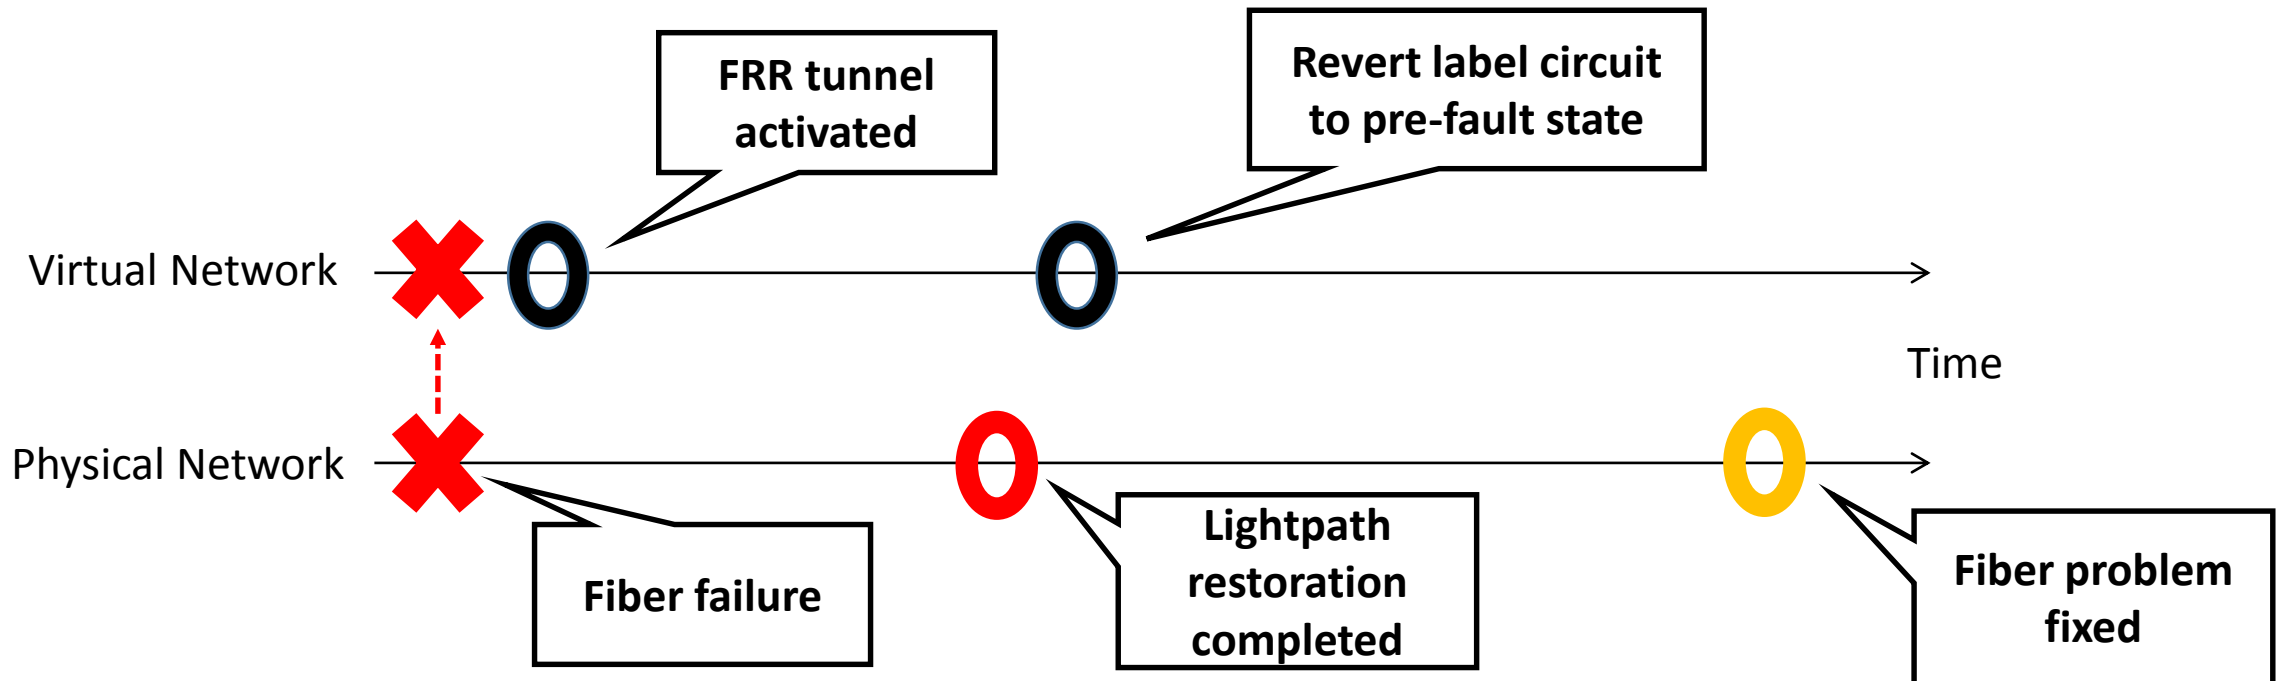 FRR tunnel
activated
Revert label circuit
to pre-fault state
Virtual Network
Time
Physical Network
Fiber failure
Lightpath
restoration
completed
Fiber problem
fixed